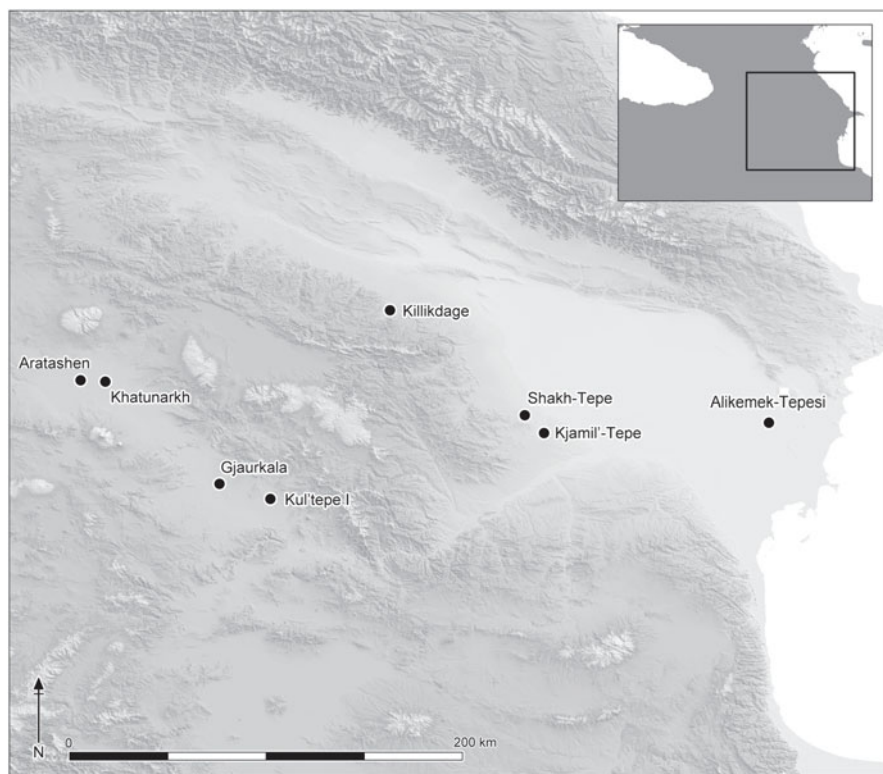 Killikdage
Aratashen
Khatunarkh
Shakh-Tepe
Alikemek-Tepesi
Kjamil'-Tepe
Gjaurkala
Kul'tepe I
N
0
200 km